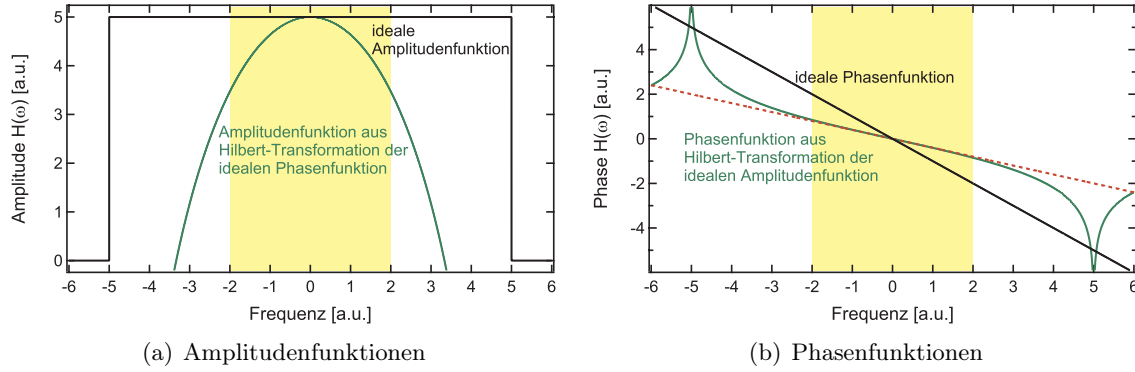 5
4
3
2
1
0
Amplitude H(ω) [a.u.]
ideale
Amplitudenfunktion
Amplitudenfunktion aus
Hilbert-Transformation der
idealen Phasenfunktion
-6 -5 -4 -3 -2 -1 0 1 2 3 4 5 6
Frequenz [a.u.]
(a) Amplitudenfunktionen
4
2
0
-2
-4
Phase H(ω) [a.u.]
ideale Phasenfunktion
Phasenfunktion aus
Hilbert-Transformation der
idealen Amplitudenfunktion
-6 -5 -4 -3 -2 -1 0 1 2 3 4 5 6
Frequenz [a.u.]
(b) Phasenfunktionen